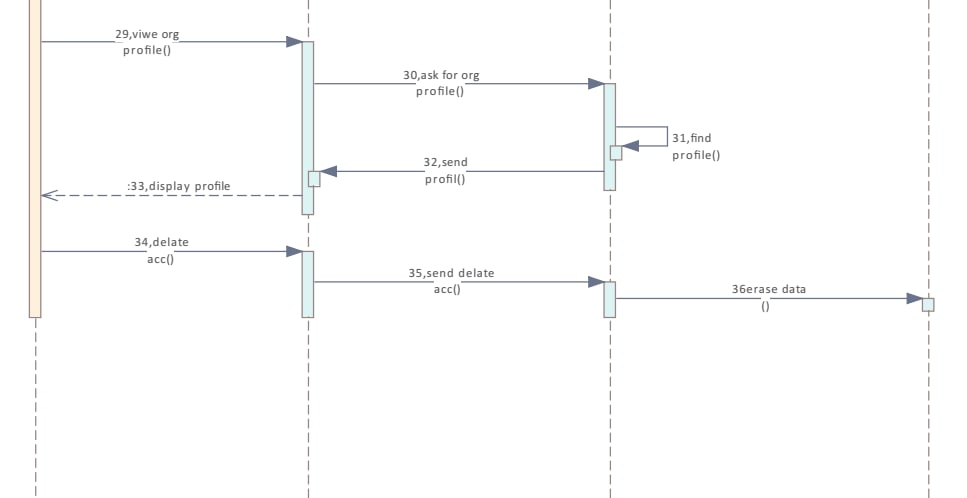 29,viwe org
profile()
30,ask for org
profile()
31,find
profile()
32,send
profil()
:33,display profile
34,delate
acc()
35,send delate
acc()
36erase data
()